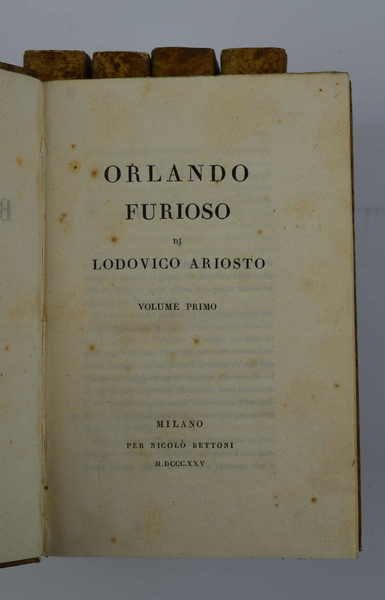 ORLANDO
FURIOSO
DI
LODOVICO ARIOSTO
VOLUME PRIMO
MILANO
PER NICOLÒ BETTONI
M.DCCC.XXV